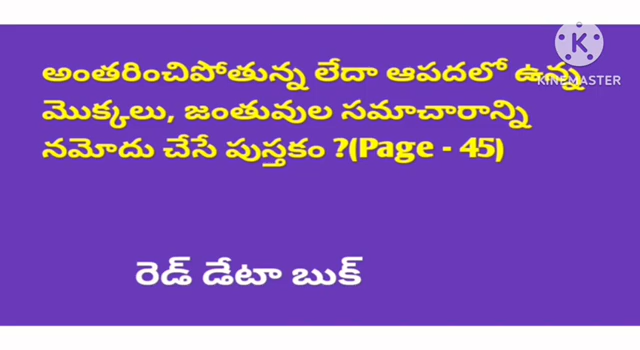 అంతరించిపోతున్న లేదా ఆపదలో ఉన్న
KINEMASTER
మొక్కలు, జంతువుల సమాచారాన్ని
నమోదు చేసే పుస్తకం ?(Page - 45)
రెడ్ డేటా బుక్